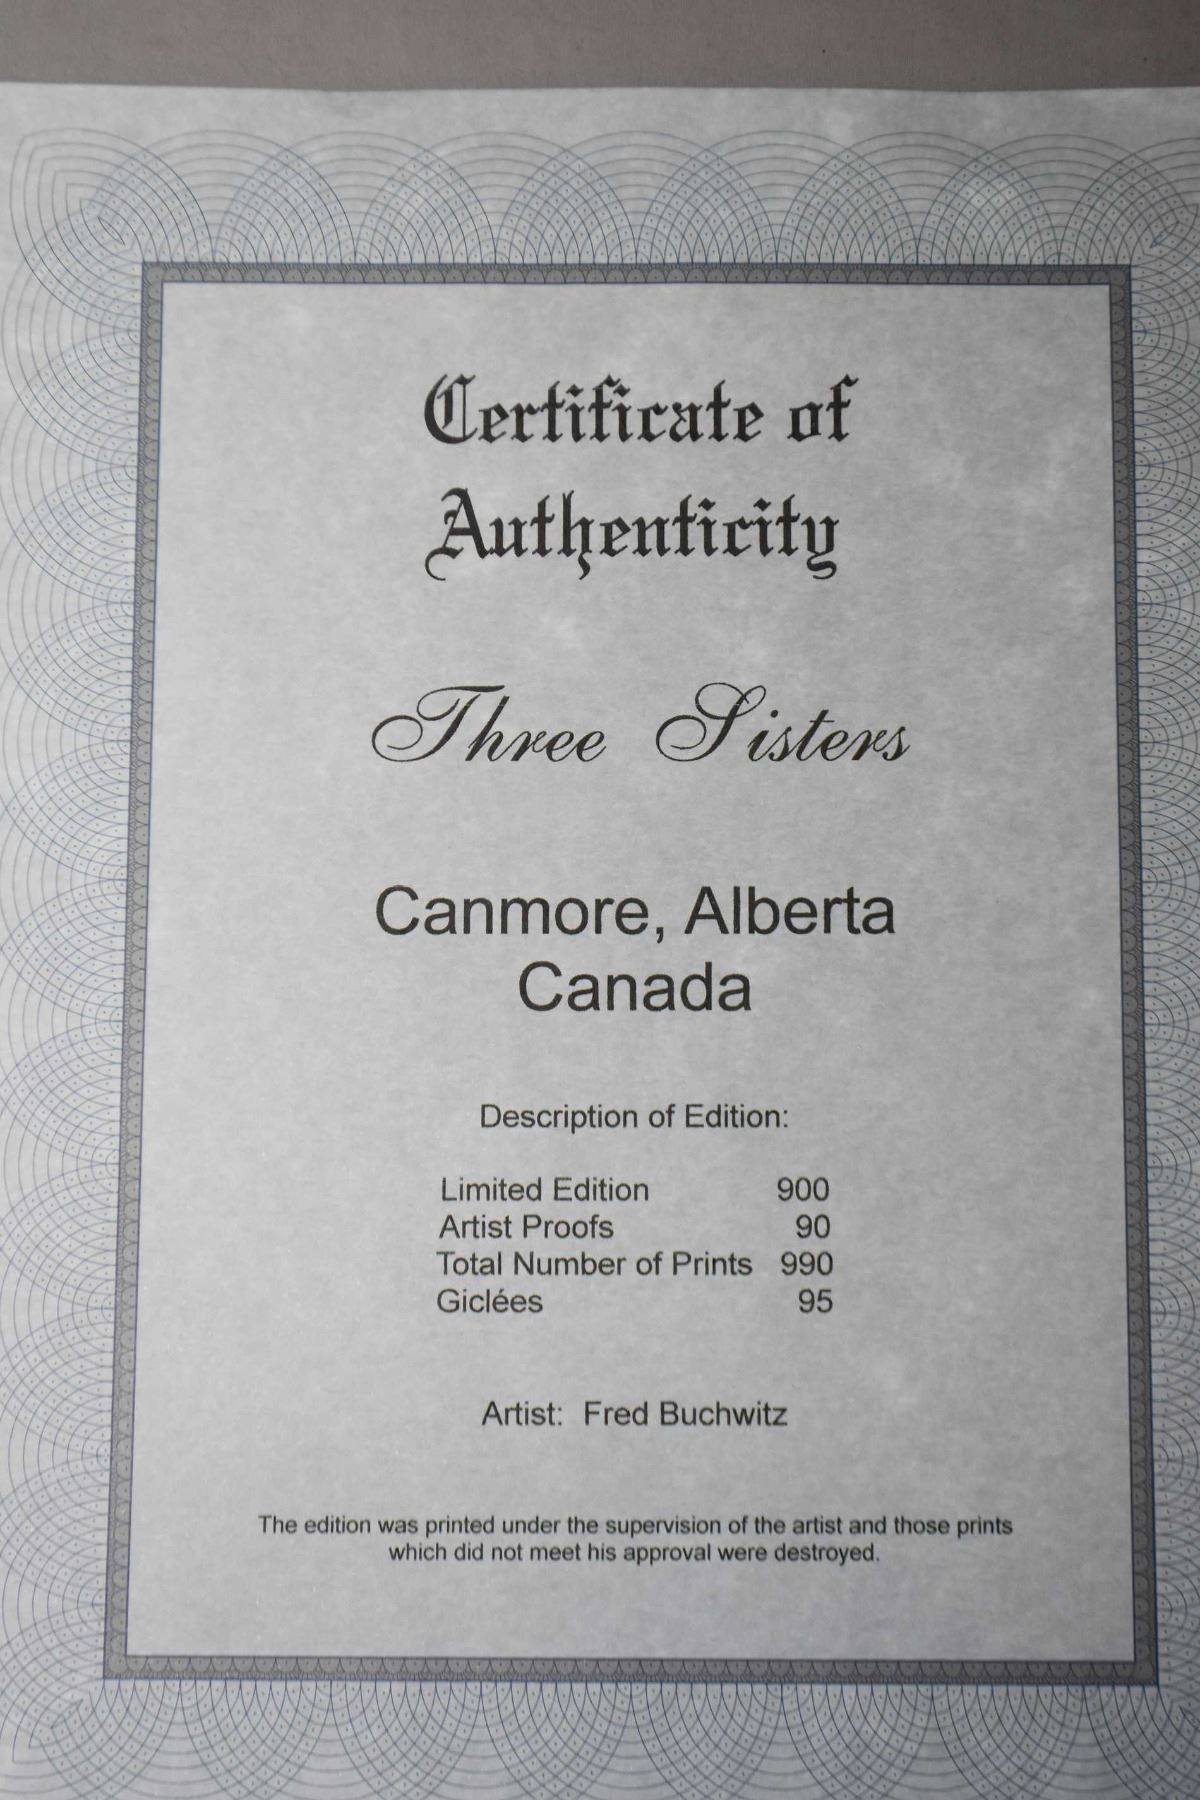 Certificate of
Authenticity
Three Sisters
Canmore, Alberta
Canada
Description of Edition:
Limited Edition 900
Artist Proofs 90
Total Number of Prints 990
Giclées 95
Artist: Fred Buchwitz
The edition was printed under the supervision of the artist and those prints
which did not meet his approval were destroyed.